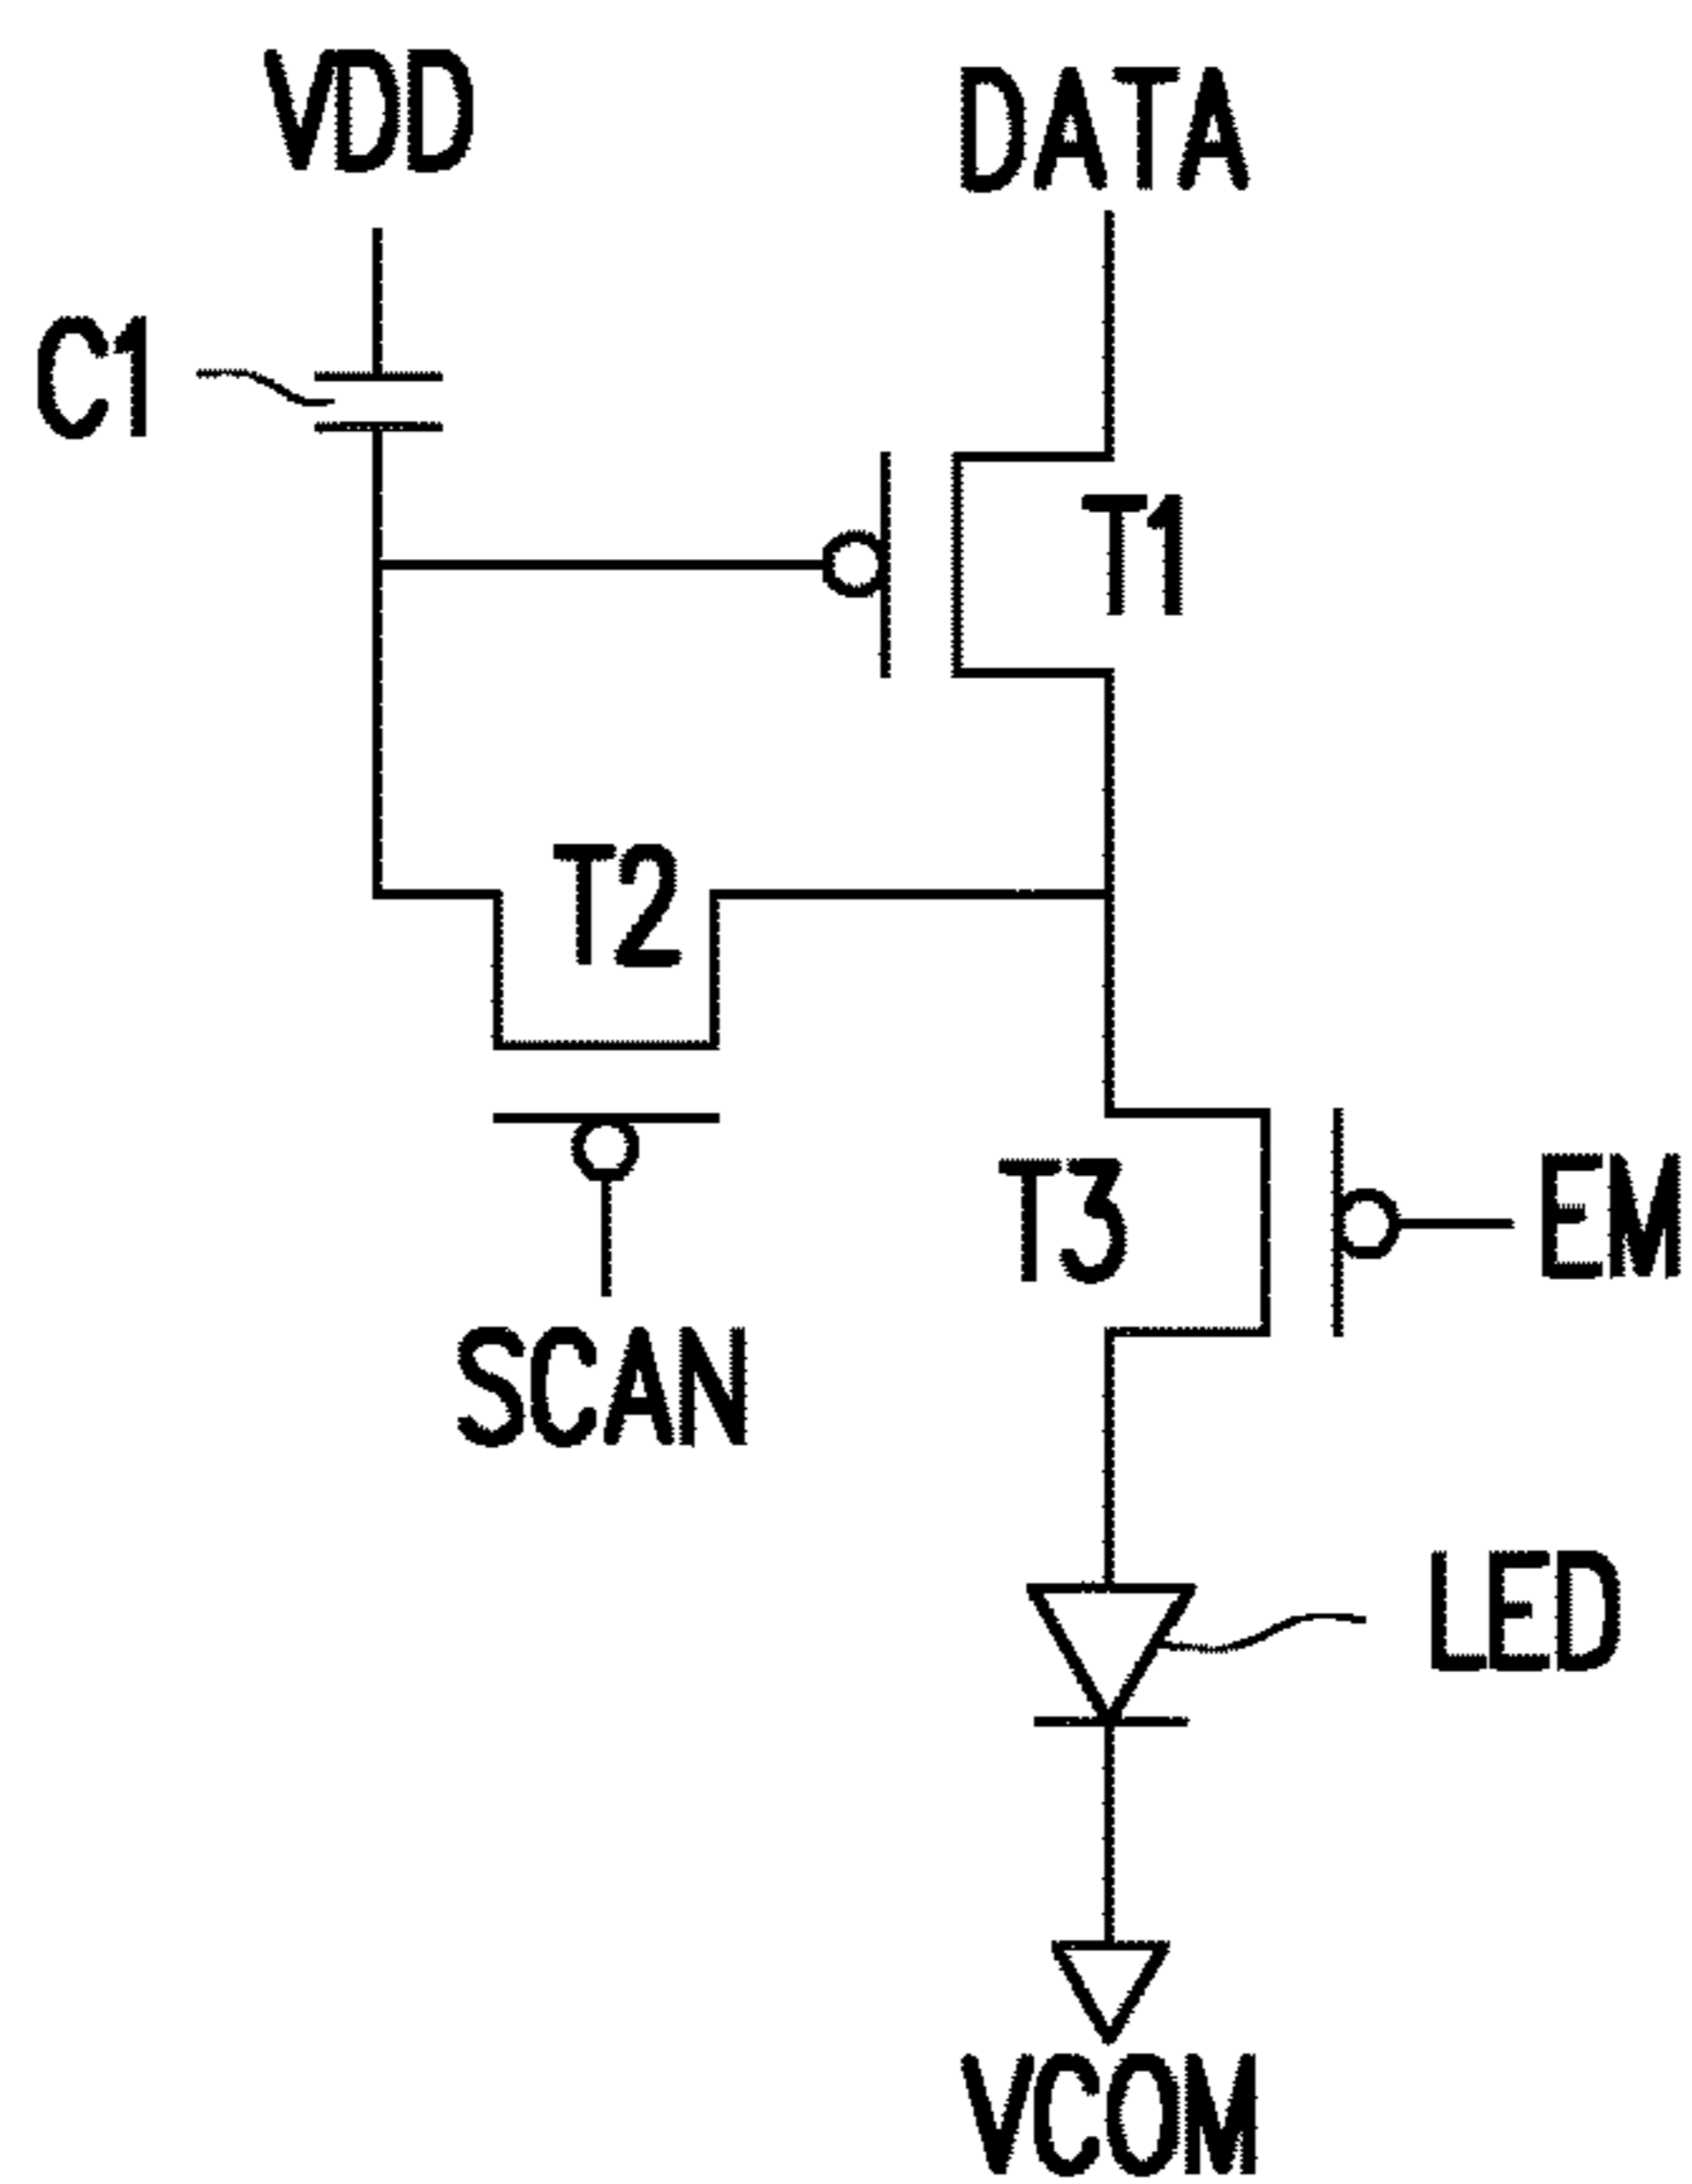 VDD
DATA
C1
T1
T2
T3
EM
SCAN
LED
VCOM